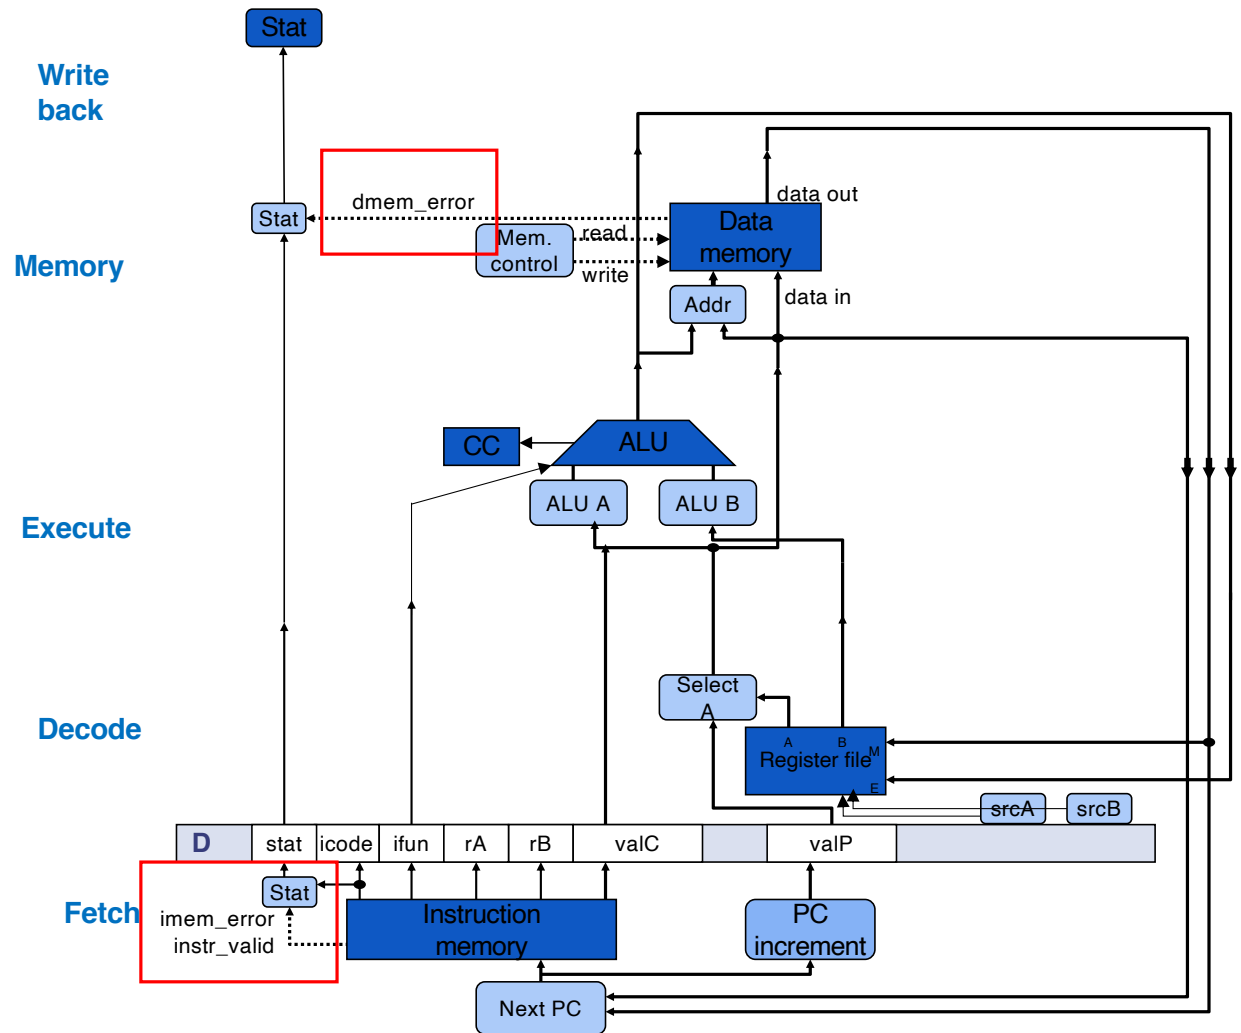 Stat
Write
back
dmem_error
data out
Stat
Data
memory
Mem.
control
read
write
Memory
Addr
data in
CC
ALU
ALU A
ALU B
Execute
Select
A
Decode
A
B
M
Register file
E
srcA
srcB
D
stat
icode
ifun
rA
rB
valC
valP
Stat
Fetch
imem_error
instr_valid
Instruction
memory
PC
increment
Next PC